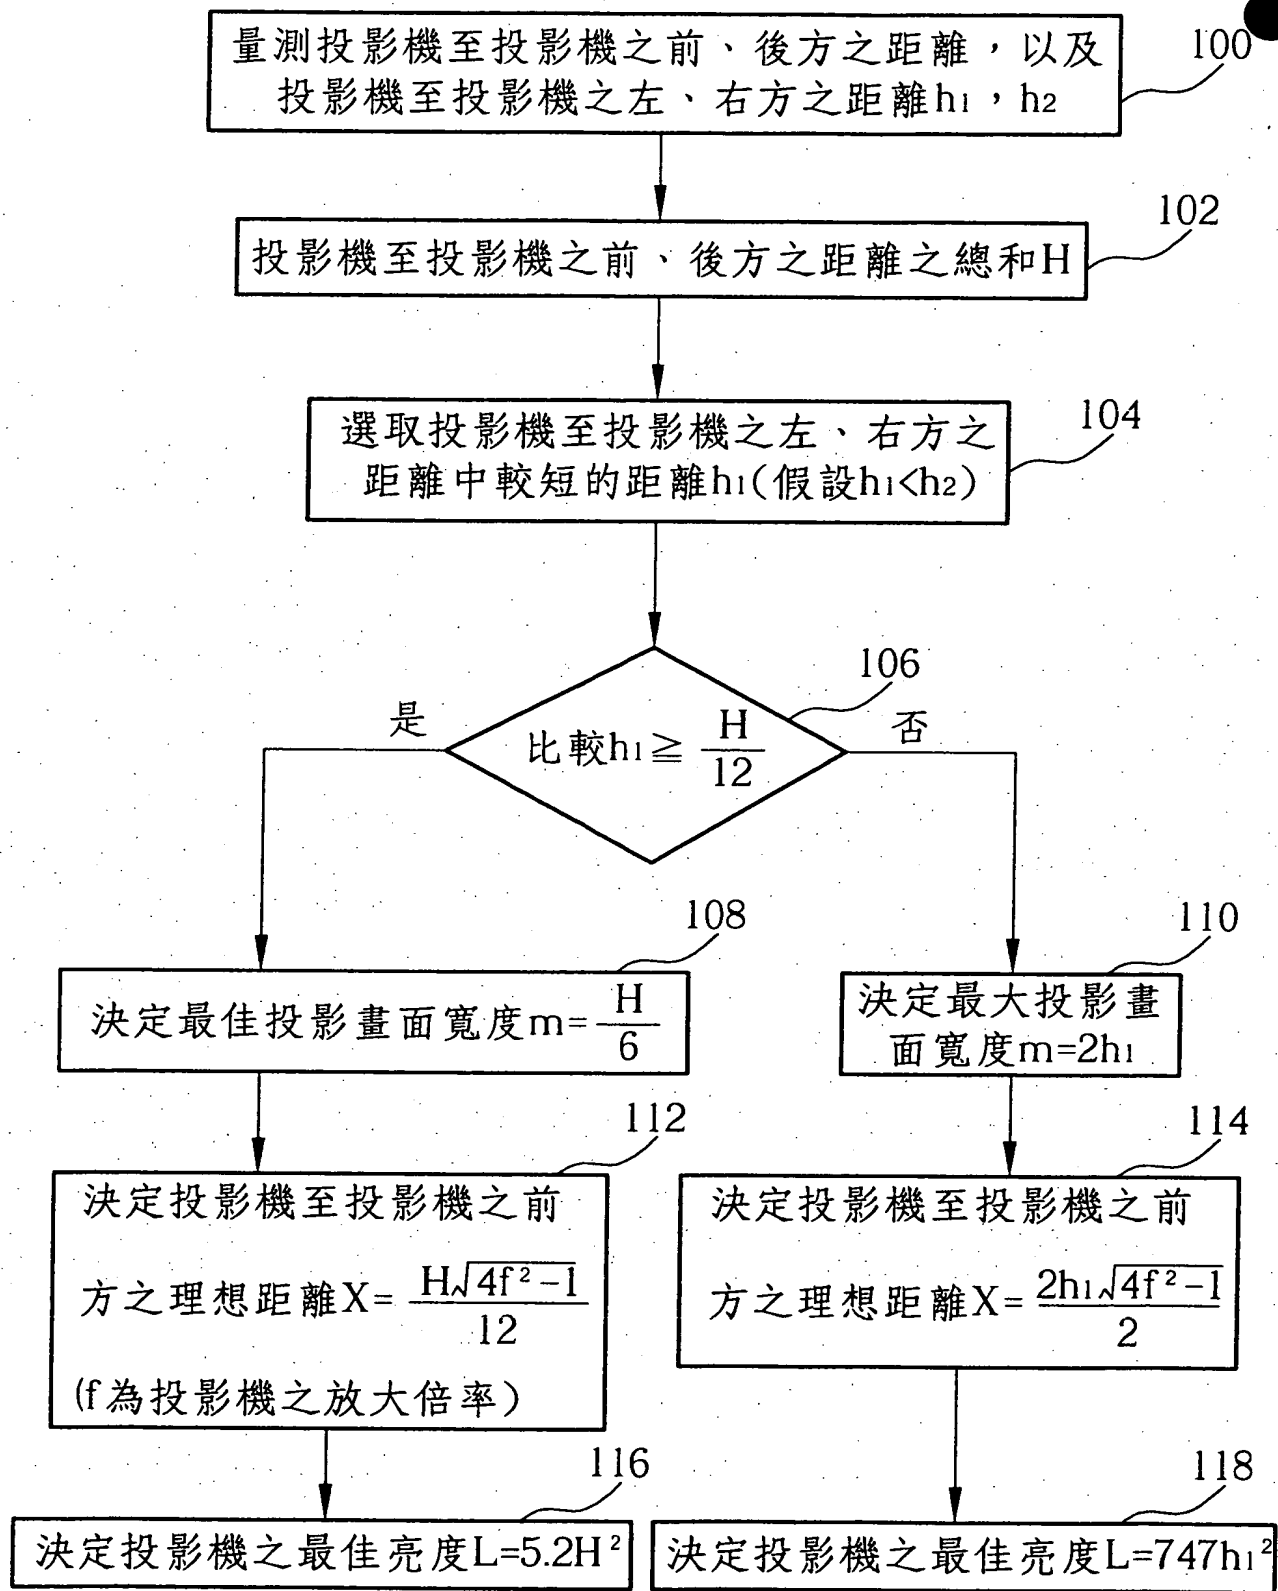 量測投影機至投影機之前、後方之距離，以及
投影機至投影機之左、右方之距離h1，h2
100
投影機至投影機之前、後方之距離之總和H
102
選取投影機至投影機之左、右方之
距離中較短的距離h1(假設h1<h2)
104
106
是
比較h1≧H/12
否
108
決定最佳投影畫面寬度m=H/6
110
決定最大投影畫
面寬度m=2h1
112
決定投影機至投影機之前
方之理想距離X=H√(4f²-1)/12
(f為投影機之放大倍率)
114
決定投影機至投影機之前
方之理想距離X=2h1√(4f²-1)/2
116
決定投影機之最佳亮度L=5.2H²
118
決定投影機之最佳亮度L=747h1²